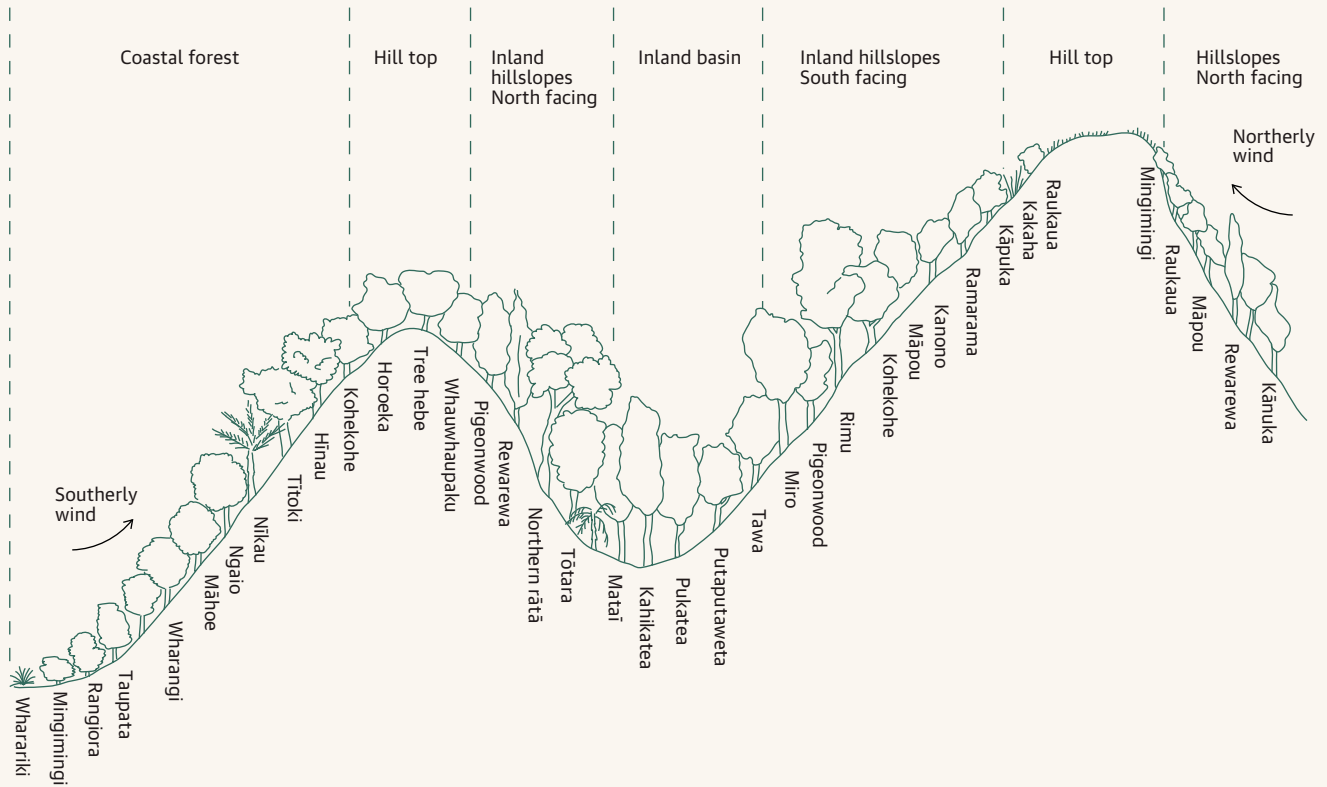 Coastal forest
Hill top
Inland
hillslopes
North facing
Inland basin
Inland hillslopes
South facing
Hill top
Hillslopes
North facing
Northerly
wind
Southerly
wind
Wharariki
Mingimingi
Rangiora
Taupata
Wharangi
Māhoe
Ngaio
Nīkau
Tītoki
Hīnau
Kohekohe
Horoeka
Tree hebe
Whauwhaupaku
Pigeonwood
Rewarewa
Northern rātā
Tōtara
Mataī
Kahikatea
Pukatea
Putaputaweta
Tawa
Miro
Pigeonwood
Rimu
Kohekohe
Māpou
Kanono
Ramarama
Kāpuka
Kakaha
Raukaua
Mingimingi
Raukaua
Māpou
Rewarewa
Kānuka